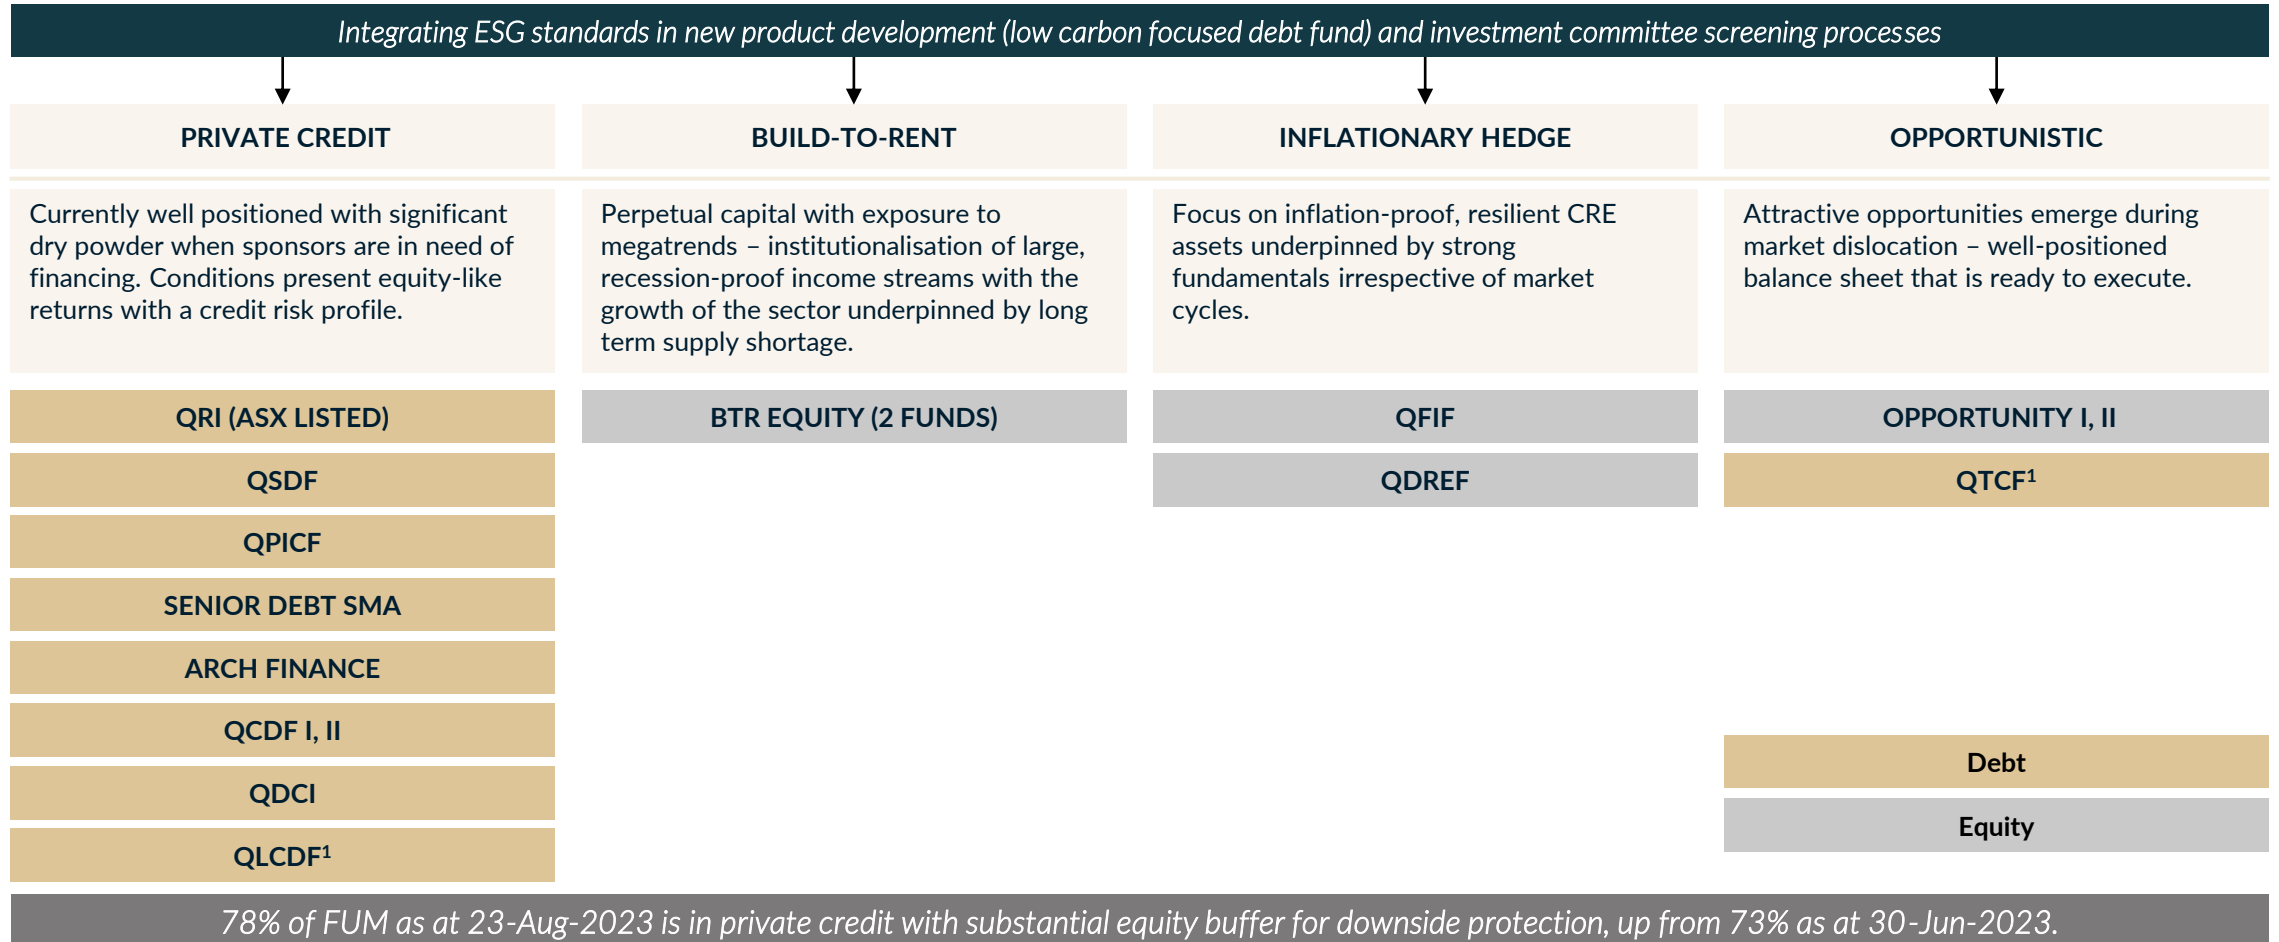 Integrating ESG standards in new product development (low carbon focused debt fund) and investment committee screening processes
PRIVATE CREDIT
Currently well positioned with significant
dry powder when sponsors are in need of
financing. Conditions present equity-like
returns with a credit risk profile.
QRI (ASX LISTED)
QSDF
QPICF
SENIOR DEBT SMA
ARCH FINANCE
QCDF I, II
QDCI
QLCDF¹
BUILD-TO-RENT
Perpetual capital with exposure to
megatrends – institutionalisation of large,
recession-proof income streams with the
growth of the sector underpinned by long
term supply shortage.
BTR EQUITY (2 FUNDS)
INFLATIONARY HEDGE
Focus on inflation-proof, resilient CRE
assets underpinned by strong
fundamentals irrespective of market
cycles.
QFIF
QDREF
OPPORTUNISTIC
Attractive opportunities emerge during
market dislocation – well-positioned
balance sheet that is ready to execute.
OPPORTUNITY I, II
QTCF¹
Debt
Equity
78% of FUM as at 23-Aug-2023 is in private credit with substantial equity buffer for downside protection, up from 73% as at 30-Jun-2023.